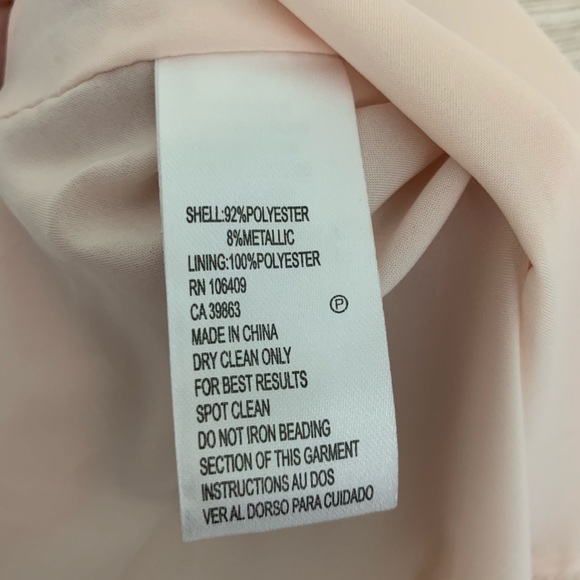 SHELL:92%POLYESTER
8%METALLIC
LINING:100%POLYESTER
RN 106409
CA 39863
P
MADE IN CHINA
DRY CLEAN ONLY
FOR BEST RESULTS
SPOT CLEAN
DO NOT IRON BEADING
SECTION OF THIS GARMENT
INSTRUCTIONS AU DOS
VER AL DORSO PARA CUIDADO